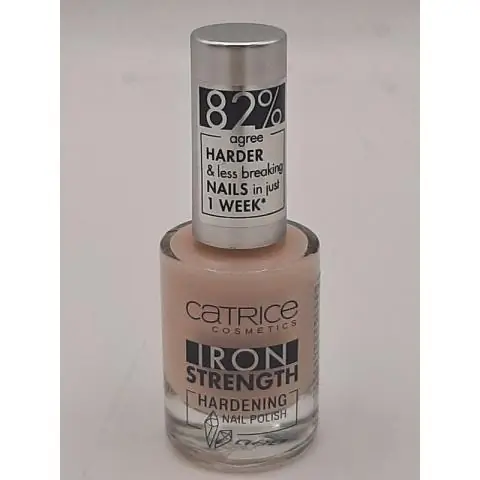 82%
agree
HARDER
& less breaking
NAILS in just
1 WEEK*
CATRICE
COSMETICS
IRON
STRENGTH
HARDENING
NAIL POLISH